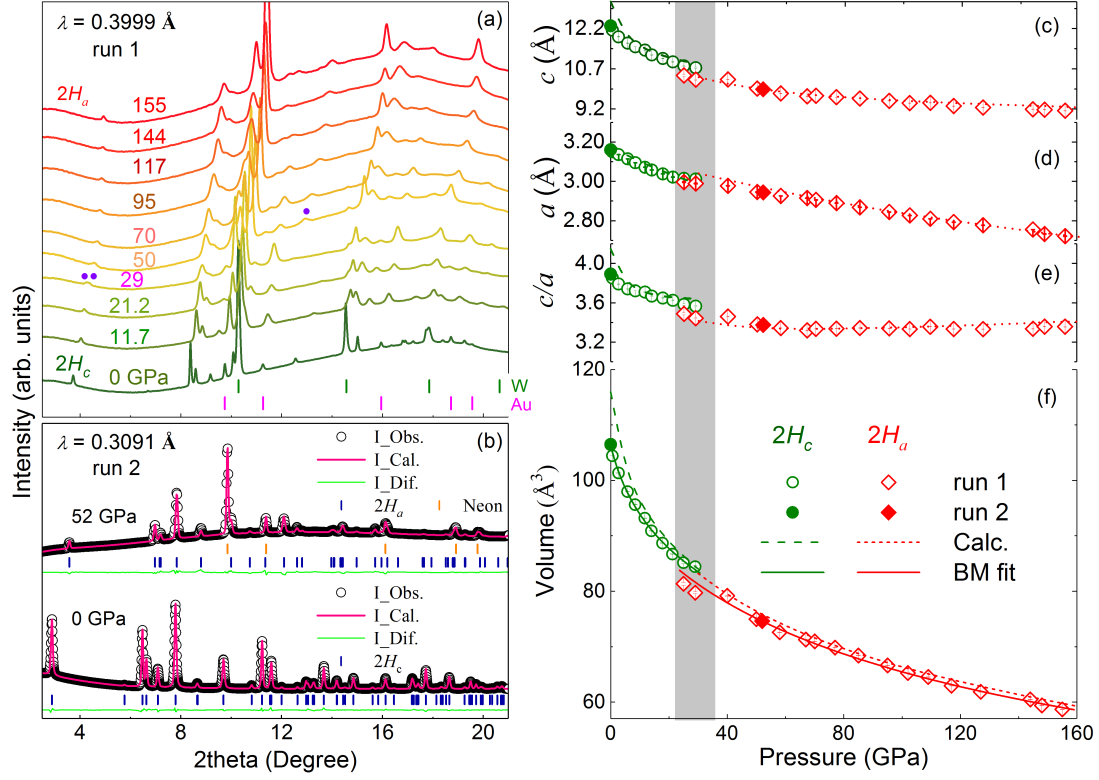 (a)
λ = 0.3999 Å
run 1
2Ha
155
144
117
95
70
50
29
21.2
11.7
2Hc
0 GPa
W
Au
Intensity (arb. units)
(b)
λ = 0.3091 Å
run 2
I_Obs.
I_Cal.
I_Dif.
2Ha
Neon
52 GPa
I_Obs.
I_Cal.
I_Dif.
2Hc
0 GPa
4 8 12 16 20
2theta (Degree)
(c)
c (Å)
12.2
10.7
9.2
(d)
a (Å)
3.20
3.00
2.80
(e)
c/a
4.0
3.6
3.2
(f)
Volume (Å3)
120
100
80
60
2Hc 2Ha
run 1
run 2
Calc.
BM fit
0 40 80 120 160
Pressure (GPa)